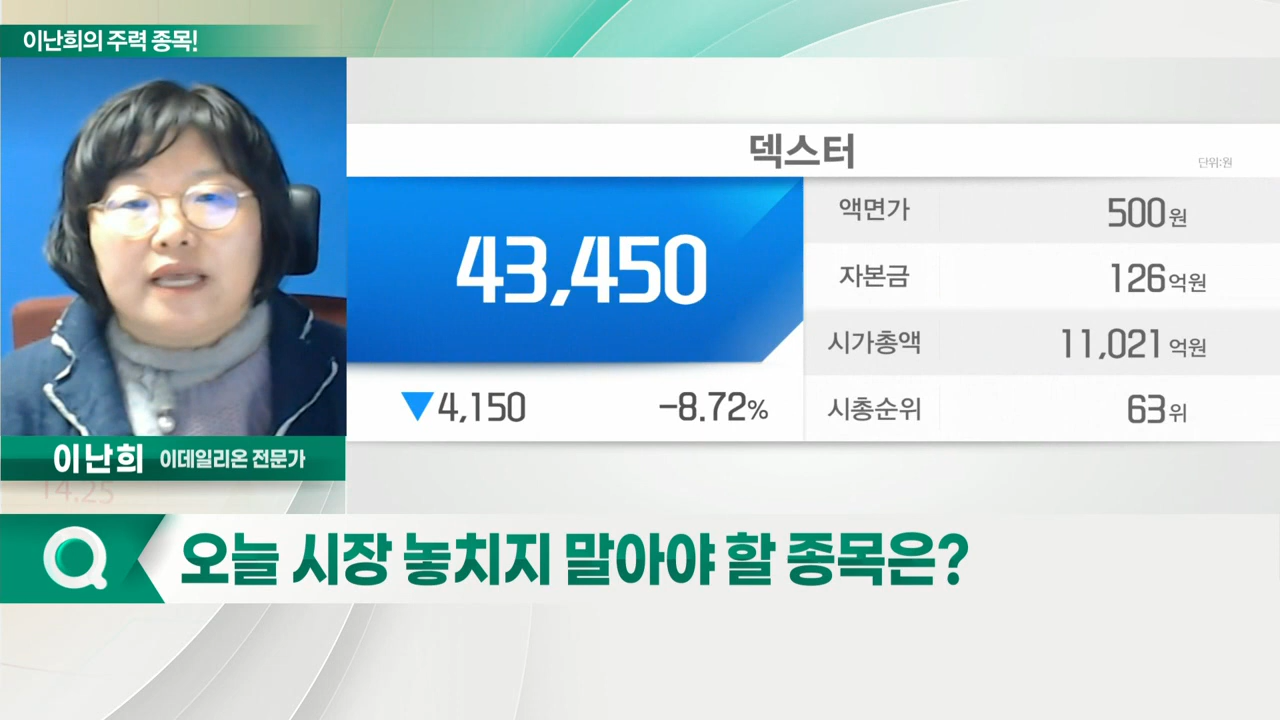 이난희의 주력 종목!
덱스터
단위:원
43,450
▼4,150 -8.72%
액면가 500원
자본금 126억원
시가총액 11,021억원
시총순위 63위
이난희 이데일리온 전문가
14.25
오늘 시장 놓치지 말아야 할 종목은?